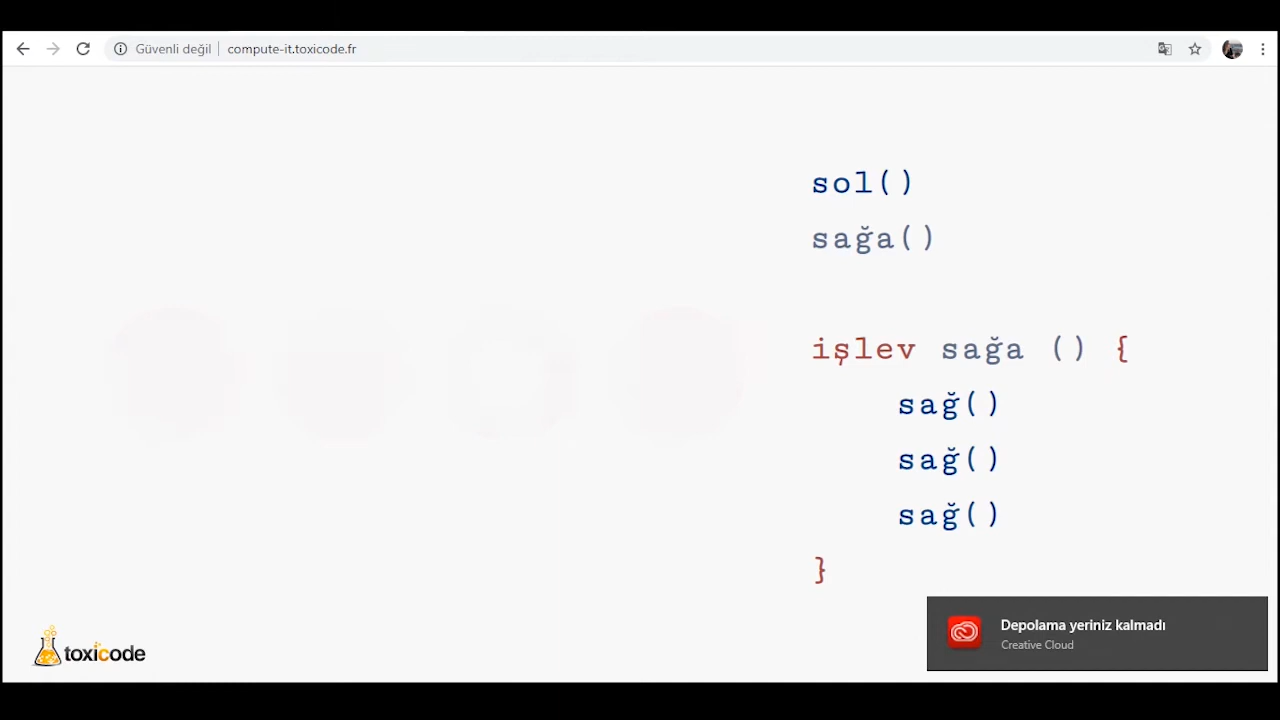 Güvenli değil
compute-it.toxicode.fr
sol()
sağa()
işlev sağa () {
sağ()
sağ()
sağ()
}
toxicode
Depolama yeriniz kalmadı
Creative Cloud